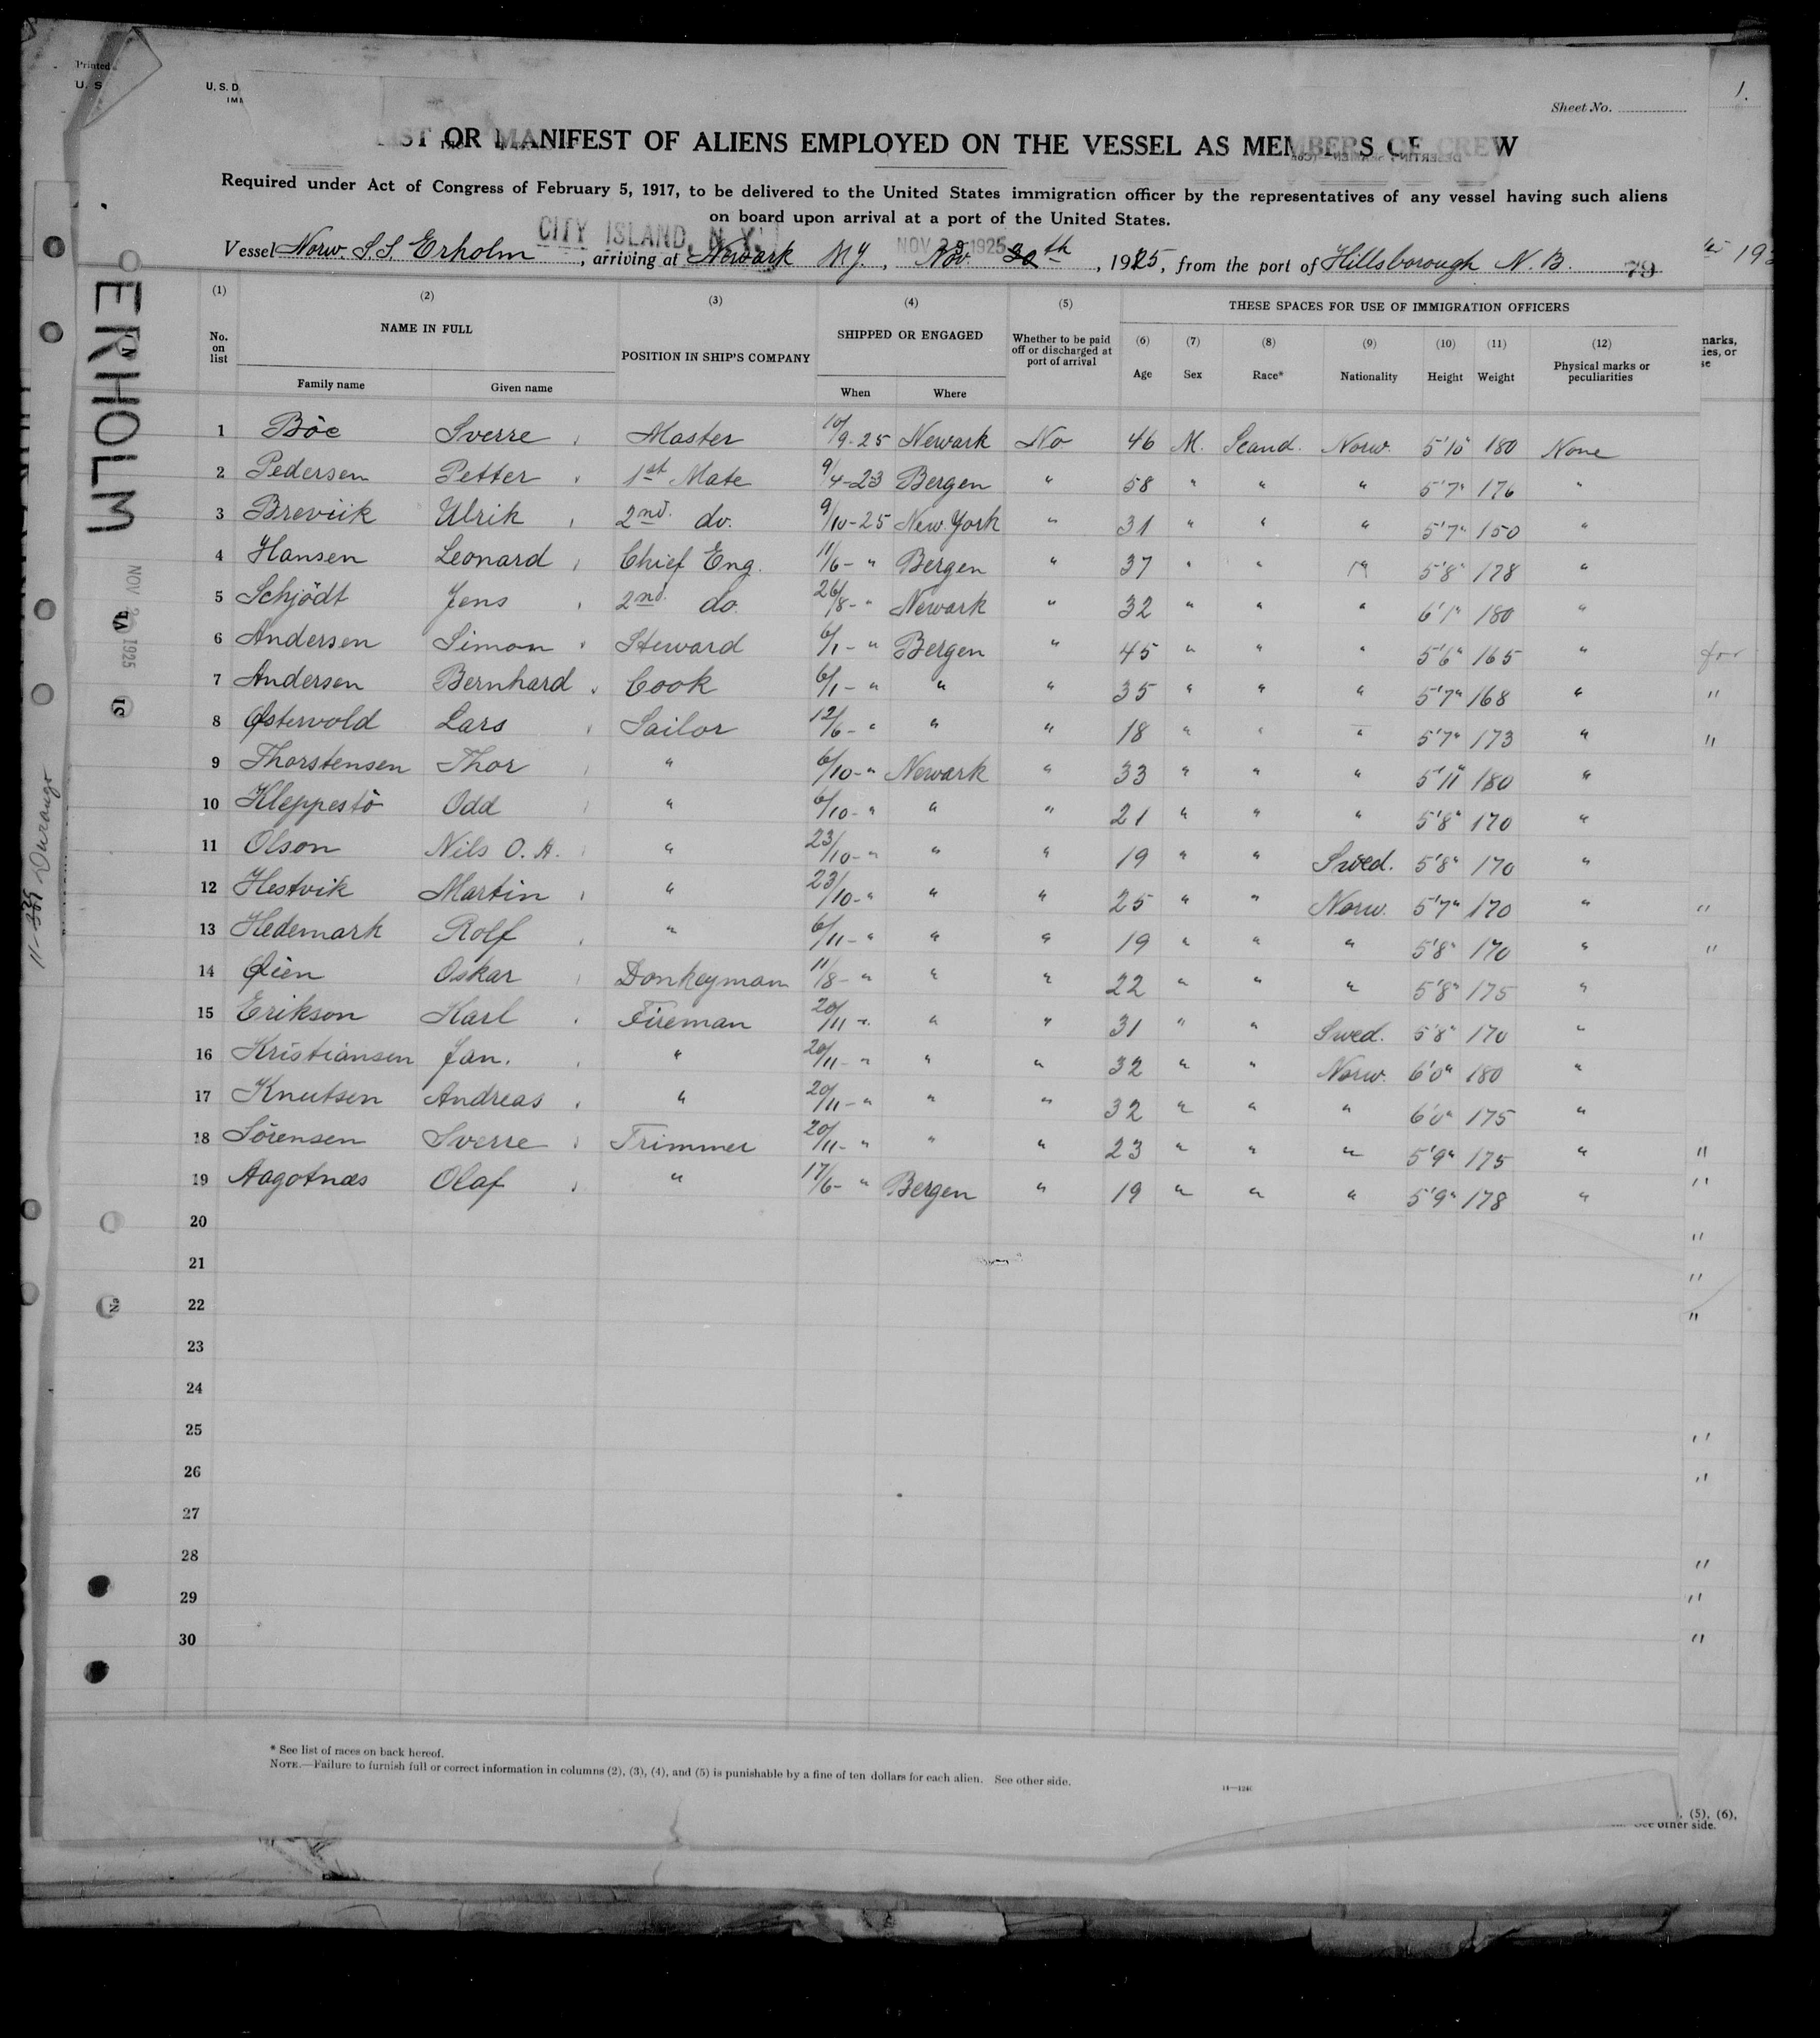 Printed
U. S
U. S. D
IMI
Sheet No.
1.
LIST OR MANIFEST OF ALIENS EMPLOYED ON THE VESSEL AS MEMBERS OF CREW
Required under Act of Congress of February 5, 1917, to be delivered to the United States immigration officer by the representatives of any vessel having such aliens
on board upon arrival at a port of the United States.
CITY ISLAND, N. Y.
Vessel Norw. S.S. Erholm, arriving at Newark N.Y., Nov. 30th, 1925, from the port of Hillsborough N. B. 79
ERHOLM
(1) (2) (3) (4) (5) THESE SPACES FOR USE OF IMMIGRATION OFFICERS
No. on list NAME IN FULL POSITION IN SHIP'S COMPANY SHIPPED OR ENGAGED Whether to be paid off or discharged at port of arrival (6) Age (7) Sex (8) Race* (9) Nationality (10) Height (11) Weight (12) Physical marks or peculiarities
Family name Given name When Where
1 Böe Sverre Master 10/9-25 Newark No 46 M. Scand. Norw. 5'10" 180 None
2 Pedersen Petter 1st Mate 9/4-23 Bergen " 58 " " " 5'7" 176 "
3 Breviik Ulrik 2nd. do. 9/10-25 New York " 31 " " " 5'7" 150 "
4 Hansen Leonard Chief Eng. 11/6- " Bergen " 37 " " " 5'8" 178 "
5 Schjödt Jens 2nd. do. 26/8- " Newark " 32 " " " 6'1" 180 "
6 Andersen Simon Steward 6/1- " Bergen " 45 " " " 5'6" 165 "
7 Andersen Bernhard Cook 6/1- " " " 35 " " " 5'7" 168 "
8 Østervold Lars Sailor 12/6- " " " 18 " " " 5'7" 173 "
9 Thorstensen Thor " 6/10- " Newark " 33 " " " 5'11" 180 "
10 Kleppestö Odd " 6/10- " " " 21 " " " 5'8" 170 "
11 Olson Nils O. A. " 23/10- " " " 19 " " Swed. 5'8" 170 "
12 Hestvik Martin " 23/10- " " " 25 " " Norw. 5'7" 170 "
13 Hedemark Rolf " 6/11- " " " 19 " " " 5'8" 170 "
14 Øien Oskar Donkeyman 11/8- " " " 22 " " " 5'8" 175 "
15 Erikson Karl Fireman 20/11- " " " 31 " " Swed. 5'8" 170 "
16 Kristiansen Jan. " 20/11- " " " 32 " " Norw. 6'0" 180 "
17 Knutsen Andreas " 20/11- " " " 32 " " " 6'0" 175 "
18 Sörensen Sverre Trimmer 20/11- " " " 23 " " " 5'9" 175 "
19 Aagotnæs Olaf " 17/6- " Bergen " 19 " " " 5'9" 178 "
20
21
22
23
24
25
26
27
28
29
30
* See list of races on back hereof.
NOTE.—Failure to furnish full or correct information in columns (2), (3), (4), and (5) is punishable by a fine of ten dollars for each alien. See other side.
, (5), (6),
See other side.